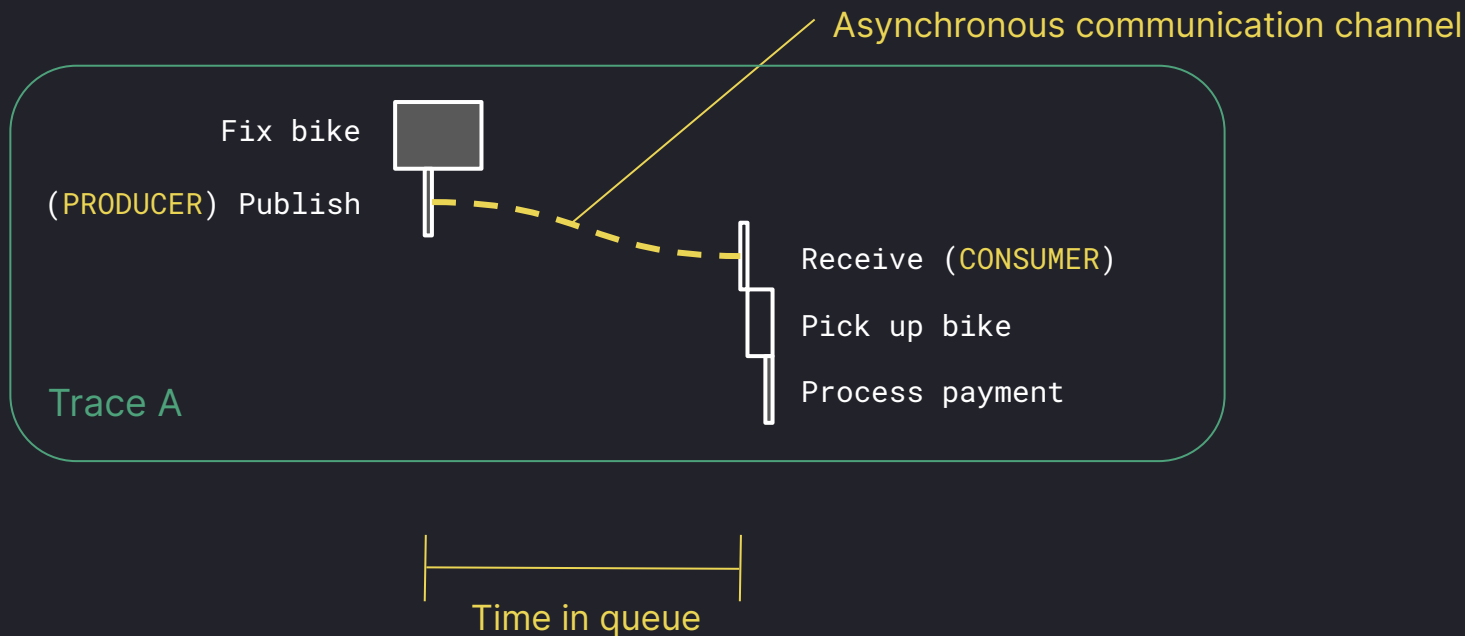 Asynchronous communication channel
Fix bike
(PRODUCER) Publish
Receive (CONSUMER)
Pick up bike
Process payment
Trace A
Time in queue